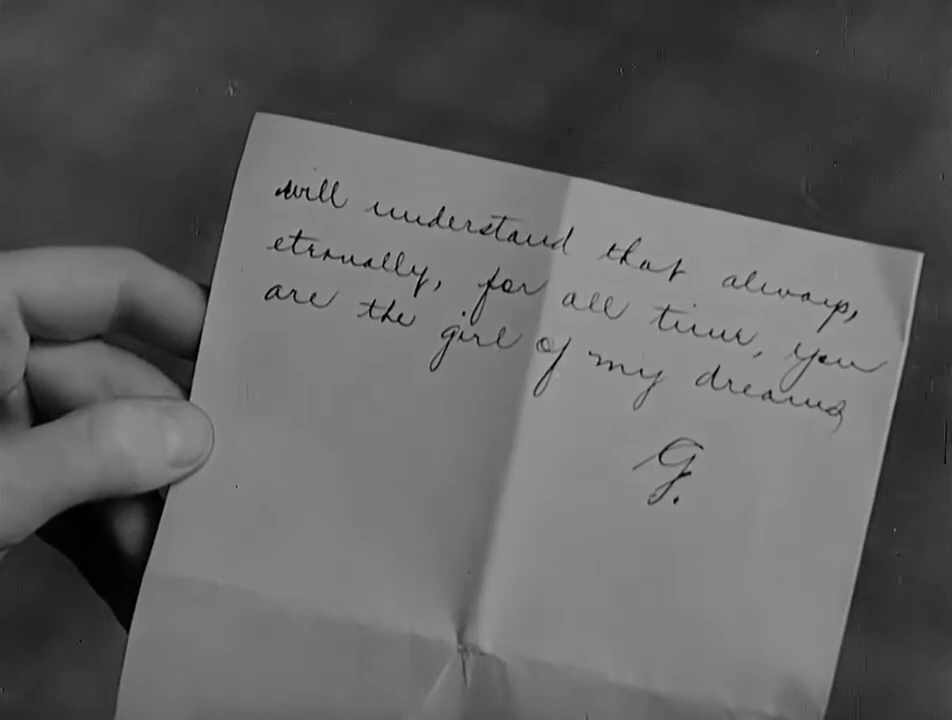 will understand that always,
eternally, for all time, you
are the girl of my dreams
G.